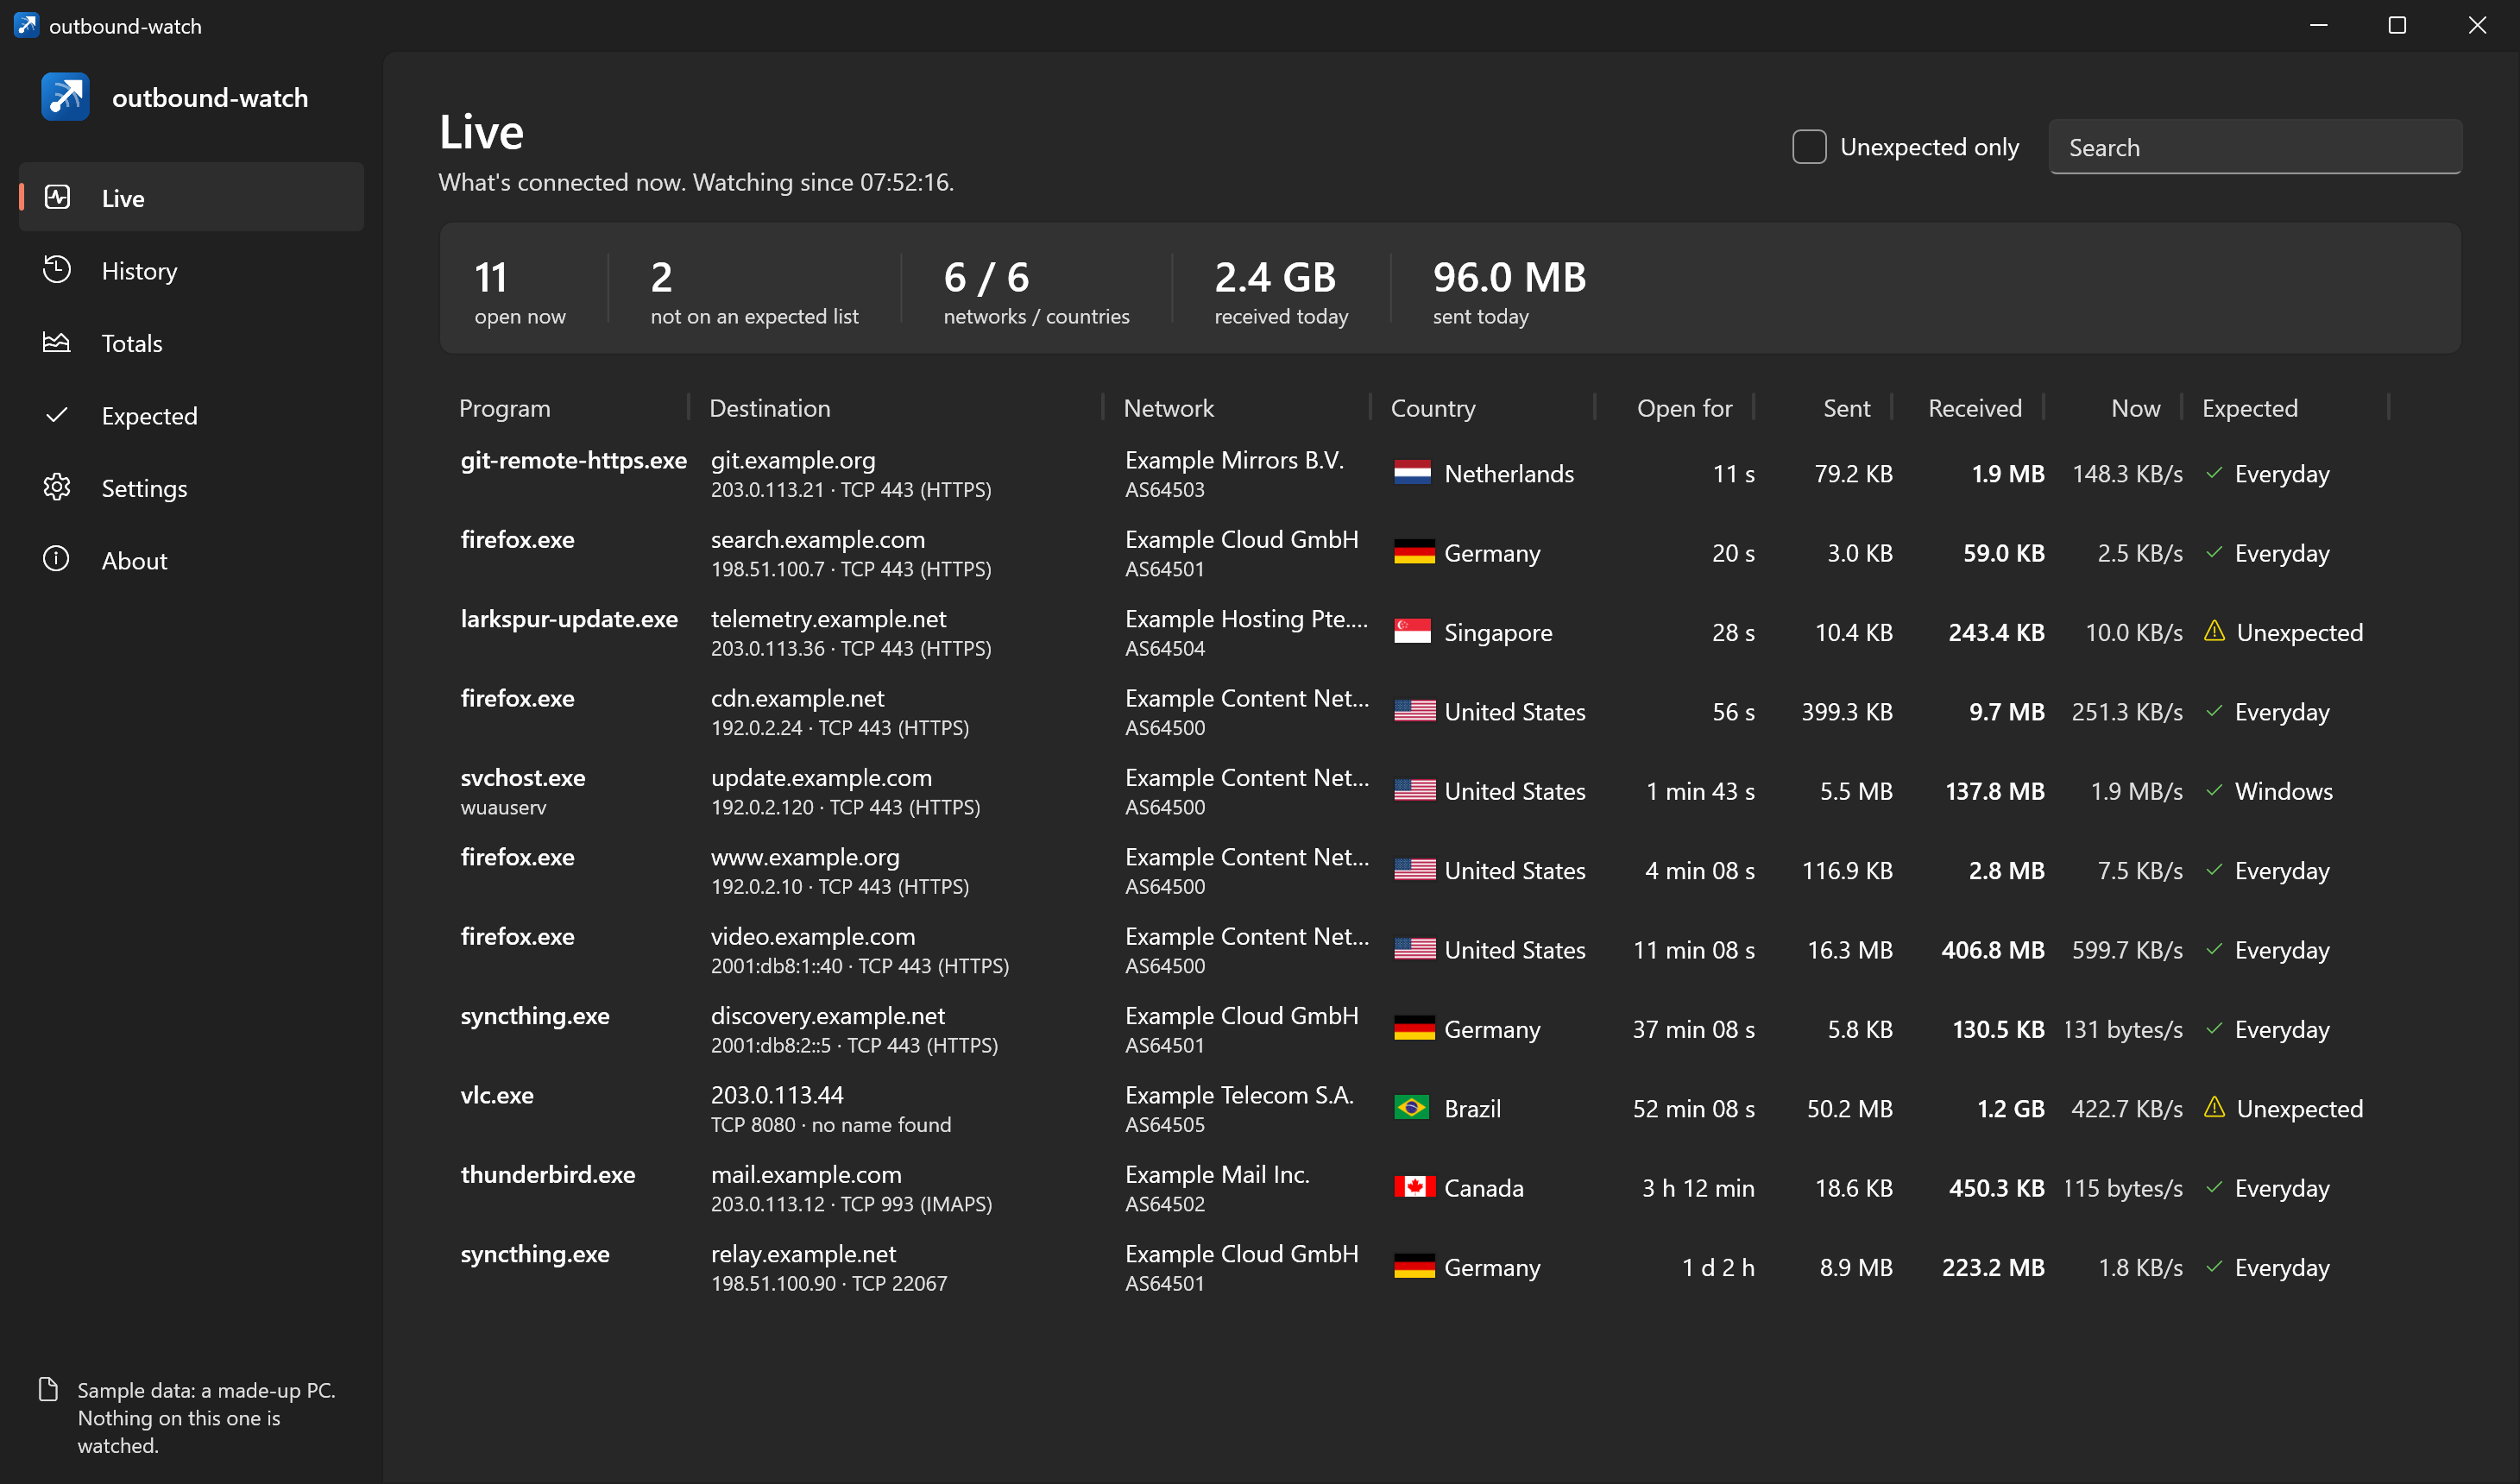 outbound-watch
outbound-watch
Live
History
Totals
Expected
Settings
About
Sample data: a made-up PC.
Nothing on this one is
watched.
Live
What's connected now. Watching since 07:52:16.
Unexpected only
Search
11
open now
2
not on an expected list
6 / 6
networks / countries
2.4 GB
received today
96.0 MB
sent today
Program Destination Network Country Open for Sent Received Now Expected
git-remote-https.exe git.example.org Example Mirrors B.V. Netherlands 11 s 79.2 KB 1.9 MB 148.3 KB/s Everyday
203.0.113.21 · TCP 443 (HTTPS) AS64503
firefox.exe search.example.com Example Cloud GmbH Germany 20 s 3.0 KB 59.0 KB 2.5 KB/s Everyday
198.51.100.7 · TCP 443 (HTTPS) AS64501
larkspur-update.exe telemetry.example.net Example Hosting Pte.... Singapore 28 s 10.4 KB 243.4 KB 10.0 KB/s Unexpected
203.0.113.36 · TCP 443 (HTTPS) AS64504
firefox.exe cdn.example.net Example Content Net... United States 56 s 399.3 KB 9.7 MB 251.3 KB/s Everyday
192.0.2.24 · TCP 443 (HTTPS) AS64500
svchost.exe update.example.com Example Content Net... United States 1 min 43 s 5.5 MB 137.8 MB 1.9 MB/s Windows
wuauserv 192.0.2.120 · TCP 443 (HTTPS) AS64500
firefox.exe www.example.org Example Content Net... United States 4 min 08 s 116.9 KB 2.8 MB 7.5 KB/s Everyday
192.0.2.10 · TCP 443 (HTTPS) AS64500
firefox.exe video.example.com Example Content Net... United States 11 min 08 s 16.3 MB 406.8 MB 599.7 KB/s Everyday
2001:db8:1::40 · TCP 443 (HTTPS) AS64500
syncthing.exe discovery.example.net Example Cloud GmbH Germany 37 min 08 s 5.8 KB 130.5 KB 131 bytes/s Everyday
2001:db8:2::5 · TCP 443 (HTTPS) AS64501
vlc.exe 203.0.113.44 Example Telecom S.A. Brazil 52 min 08 s 50.2 MB 1.2 GB 422.7 KB/s Unexpected
TCP 8080 · no name found AS64505
thunderbird.exe mail.example.com Example Mail Inc. Canada 3 h 12 min 18.6 KB 450.3 KB 115 bytes/s Everyday
203.0.113.12 · TCP 993 (IMAPS) AS64502
syncthing.exe relay.example.net Example Cloud GmbH Germany 1 d 2 h 8.9 MB 223.2 MB 1.8 KB/s Everyday
198.51.100.90 · TCP 22067 AS64501